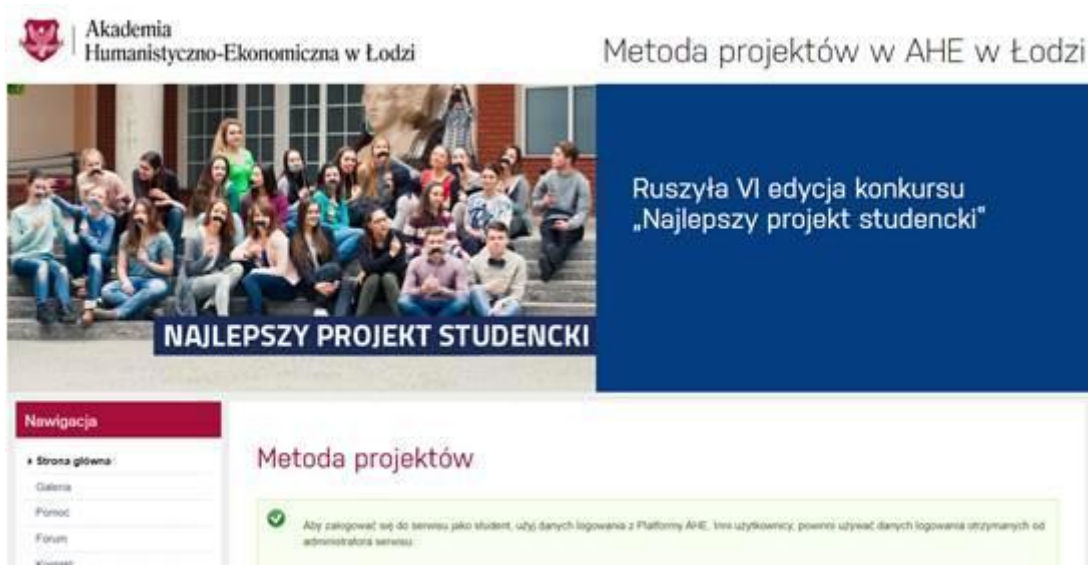 Akademia
Humanistyczno-Ekonomiczna w Łodzi
Metoda projektów w AHE w Łodzi
Ruszyła VI edycja konkursu
„Najlepszy projekt studencki”
NAJLEPSZY PROJEKT STUDENCKI
Nawigacja
Strona główna
Galeria
Pomoc
Forum
Kontakt
Metoda projektów
Aby zalogować się do serwisu jako student, użyj danych logowania z Platformy AHE. Inni użytkownicy, powinni używać danych logowania otrzymanych od
administratora serwisu.